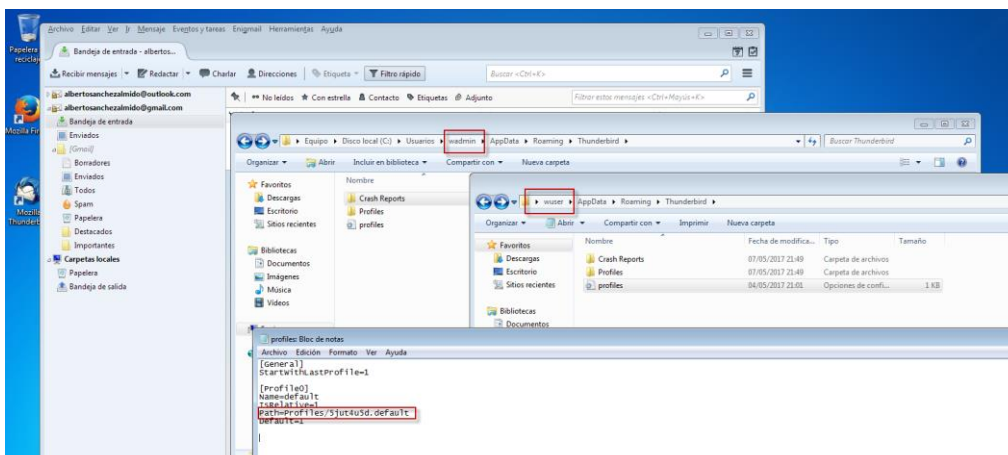 Archivo Editar Ver Ir Mensaje Eventos y tareas Enigmail Herramientas Ayuda
Papelera
reciclaje
Bandeja de entrada - albertos...
Recibir mensajes Redactar Charlar Direcciones Etiqueta Filtro rápido Buscar <Ctrl+K>
albertosanchezalmido@outlook.com
albertosanchezalmido@gmail.com
Bandeja de entrada
Enviados
[Gmail]
Borradores
Enviados
Todos
Spam
Papelera
Destacados
Importantes
Carpetas locales
Papelera
Bandeja de salida
Mozilla Fir
Mozilla
Thunderb
No leídos Con estrella Contacto Etiquetas Adjunto Filtrar estos mensajes <Ctrl+Mayús+K>
Equipo Disco local (C:) Usuarios wadmin AppData Roaming Thunderbird Buscar Thunderbird
Organizar Abrir Incluir en biblioteca Compartir con Nueva carpeta
Favoritos
Descargas
Escritorio
Sitios recientes
Bibliotecas
Documentos
Imágenes
Música
Vídeos
Nombre
Crash Reports
Profiles
profiles
wuser AppData Roaming Thunderbird
Organizar Abrir Compartir con Imprimir Nueva carpeta
Favoritos
Descargas
Escritorio
Sitios recientes
Bibliotecas
Documentos
Nombre Fecha de modifica... Tipo Tamaño
Crash Reports 07/05/2017 21:49 Carpeta de archivos
Profiles 07/05/2017 21:49 Carpeta de archivos
profiles 04/05/2017 21:01 Opciones de confi... 1 KB
profiles: Bloc de notas
Archivo Edición Formato Ver Ayuda
[General]
StartWithLastProfile=1
[Profile0]
Name=default
IsRelative=1
Path=Profiles/5jut4u5d.default
Default=1